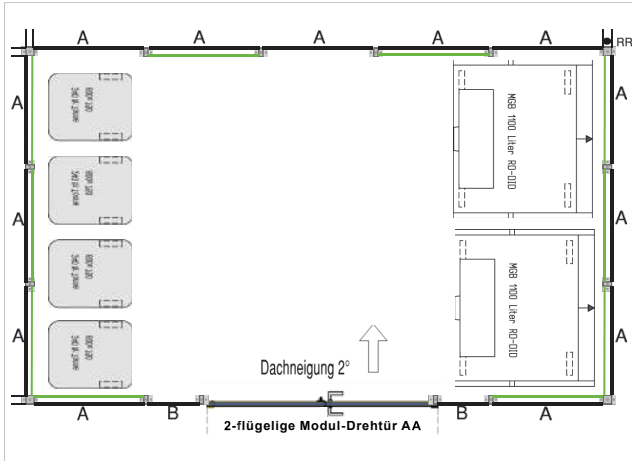 A A A A A
RR
A
A
A
A
A
A
MGB 1100 Liter RD-DID
MGB 1100 Liter RD-DID
Dachneigung 2°
A B B A
2-flügelige Modul-Drehtür AA